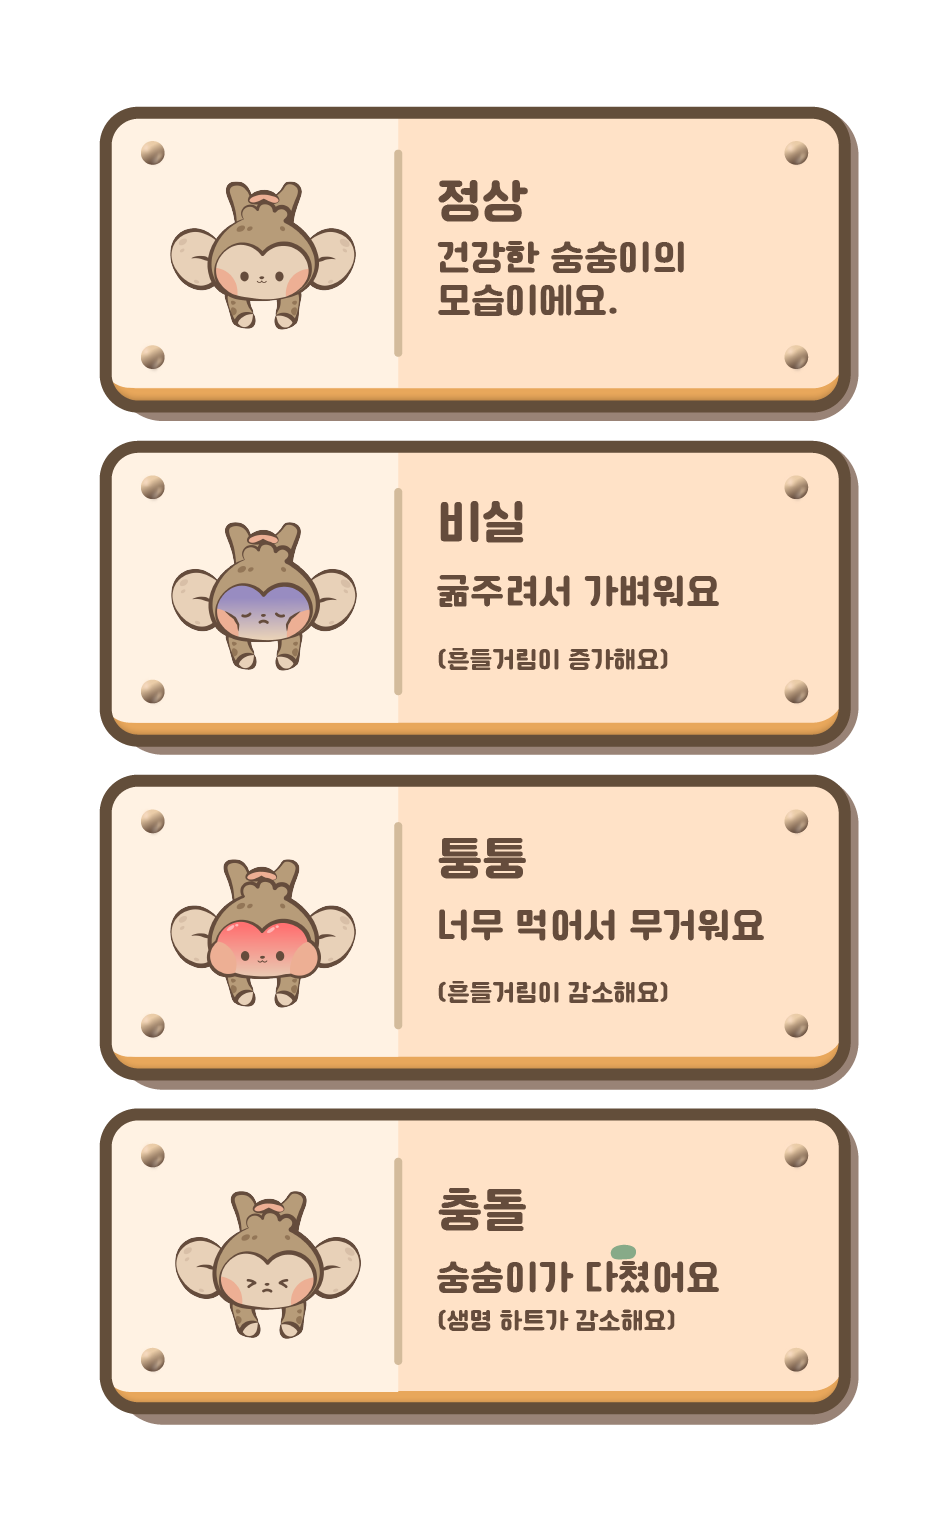 정상
건강한 숭숭이의
모습이에요.
비실
굶주려서 가벼워요
(흔들거림이 증가해요)
퉁퉁
너무 먹어서 무거워요
(흔들거림이 감소해요)
충돌
숭숭이가 다쳤어요
(생명 하트가 감소해요)